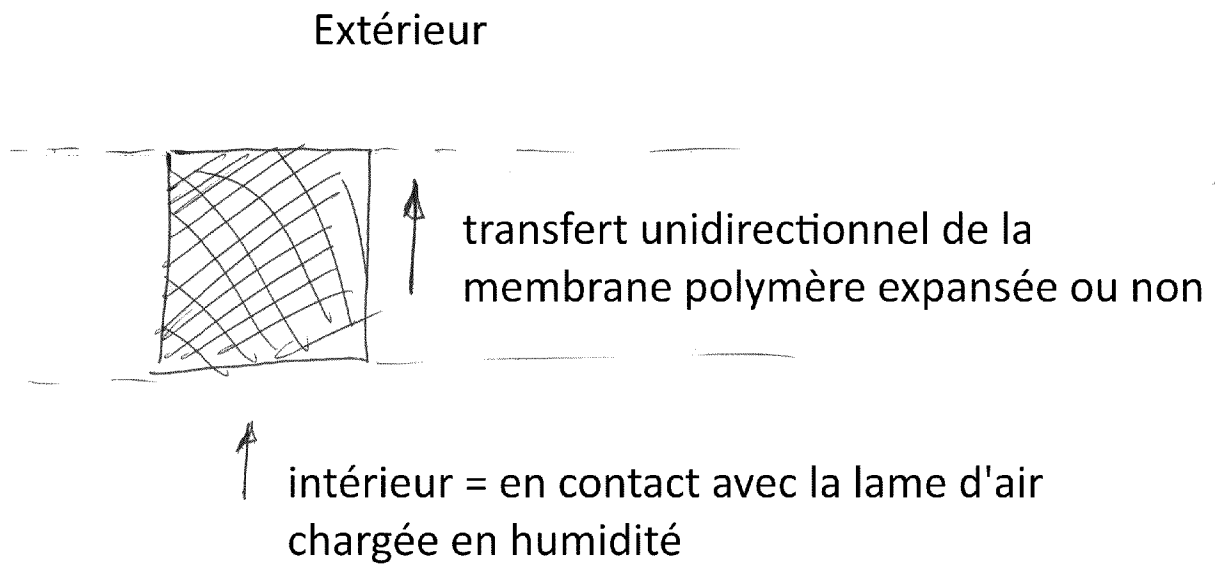 Extérieur
transfert unidirectionnel de la
membrane polymère expansée ou non
intérieur = en contact avec la lame d'air
chargée en humidité